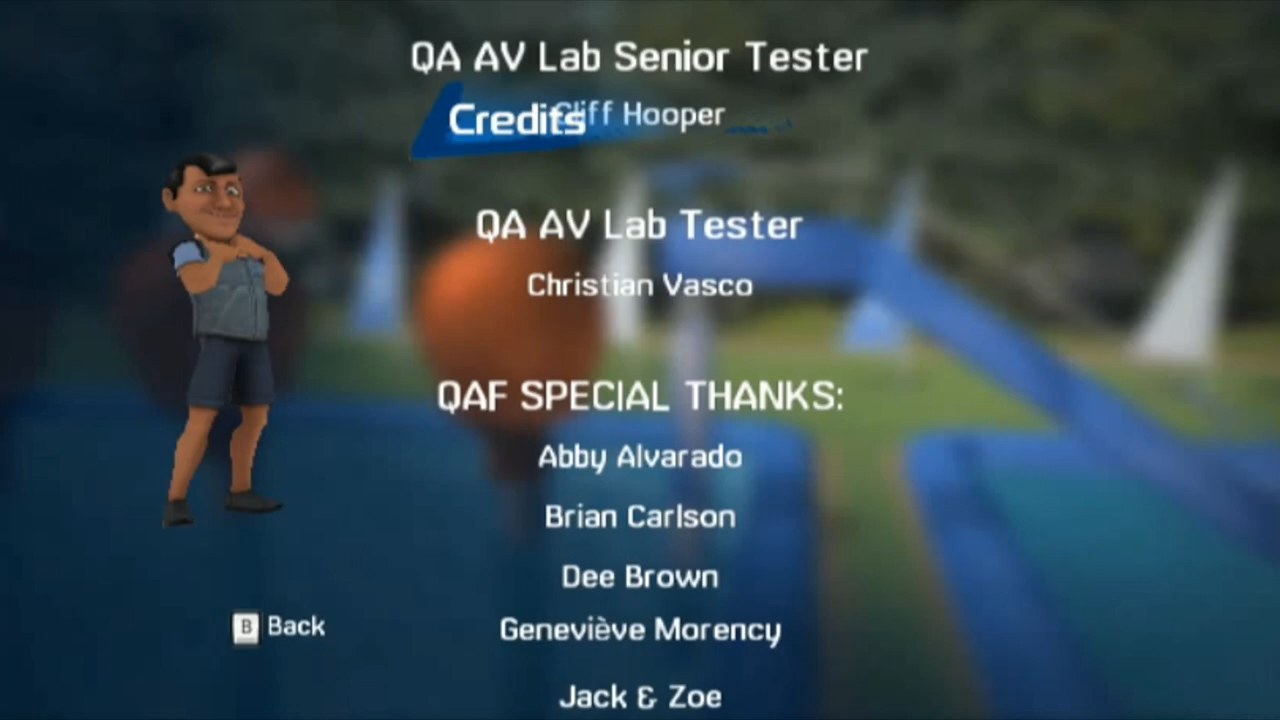 QA AV Lab Senior Tester
Credits
Cliff Hooper
QA AV Lab Tester
Christian Vasco
QAF SPECIAL THANKS:
Abby Alvarado
Brian Carlson
Dee Brown
B Back
Geneviève Morency
Jack & Zoe